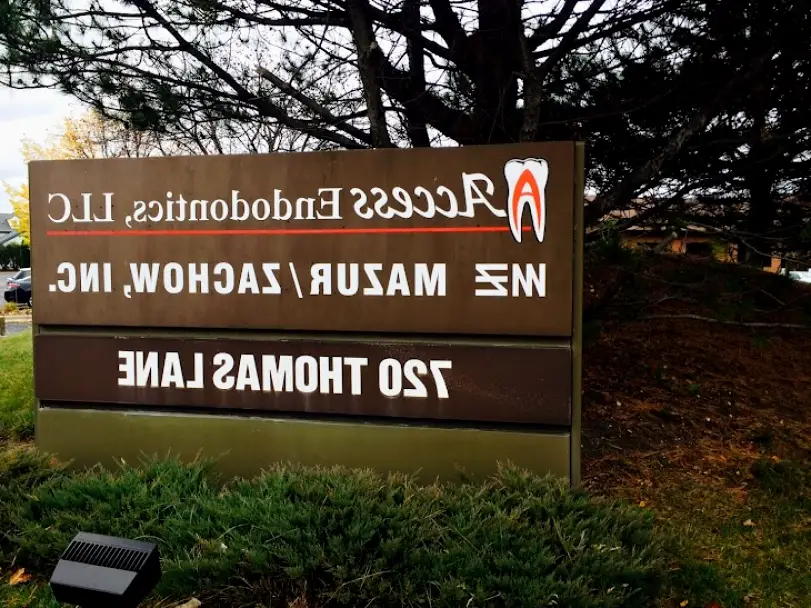 Access Endodontics, LLC
MZ MAZUR/ZACHOW, INC.
720 THOMAS LANE